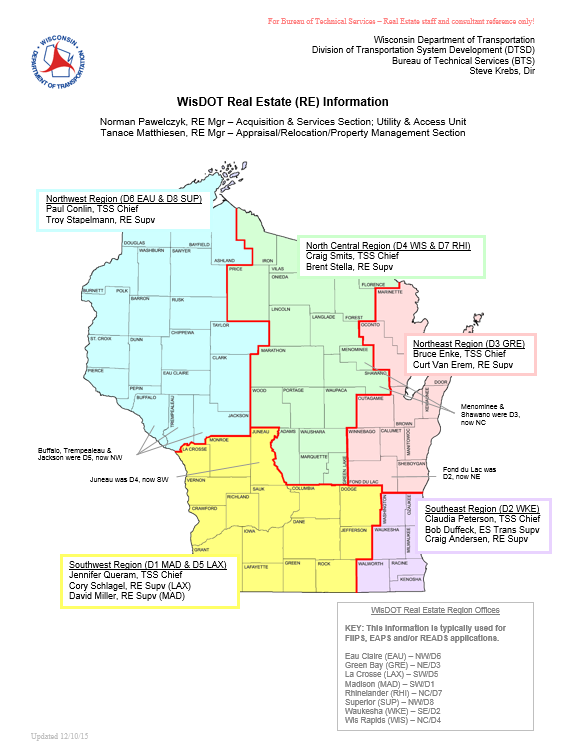 For Bureau of Technical Services – Real Estate staff and consultant reference only!
WISCONSIN
DEPARTMENT OF TRANSPORTATION
Wisconsin Department of Transportation
Division of Transportation System Development (DTSD)
Bureau of Technical Services (BTS)
Steve Krebs, Dir
WisDOT Real Estate (RE) Information
Norman Pawelczyk, RE Mgr – Acquisition & Services Section; Utility & Access Unit
Tanace Matthiesen, RE Mgr – Appraisal/Relocation/Property Management Section
Northwest Region (D6 EAU & D8 SUP)
Paul Conlin, TSS Chief
Troy Stapelmann, RE Supv
North Central Region (D4 WIS & D7 RHI)
Craig Smits, TSS Chief
Brent Stella, RE Supv
DOUGLAS
BAYFIELD
WASHBURN
SAWYER
ASHLAND
IRON
PRICE
VILAS
ONEIDA
FLORENCE
BURNETT
POLK
MARINETTE
BARRON
RUSK
LINCOLN
LANGLADE
FOREST
TAYLOR
OCONTO
CHIPPEWA
ST. CROIX
DUNN
Northeast Region (D3 GRE)
Bruce Enke, TSS Chief
Curt Van Erem, RE Supv
MARATHON
MENOMINEE
CLARK
SHAWANO
PIERCE
EAU CLAIRE
DOOR
PEPIN
BUFFALO
TREMPEALEAU
WOOD
PORTAGE
WAUPACA
OUTAGAMIE
KEWAUNEE
JACKSON
BROWN
Menominee &
Shawano were D3,
now NC
JUNEAU
ADAMS
WAUSHARA
WINNEBAGO
CALUMET
MANITOWOC
MONROE
LA CROSSE
Buffalo, Trempealeau &
Jackson were D5, now NW
MARQUETTE
GREEN LAKE
SHEBOYGAN
Fond du Lac was
D2, now NE
Juneau was D4, now SW
VERNON
FOND DU LAC
SAUK
COLUMBIA
DODGE
WASHINGTON
OZAUKEE
RICHLAND
CRAWFORD
Southeast Region (D2 WKE)
Claudia Peterson, TSS Chief
Bob Duffeck, ES Trans Supv
Craig Andersen, RE Supv
DANE
IOWA
JEFFERSON
WAUKESHA
MILWAUKEE
GRANT
Southwest Region (D1 MAD & D5 LAX)
Jennifer Queram, TSS Chief
Cory Schlagel, RE Supv (LAX)
David Miller, RE Supv (MAD)
LAFAYETTE
GREEN
ROCK
WALWORTH
RACINE
KENOSHA
WisDOT Real Estate Region Offices
KEY: This information is typically used for
FIIPS, EAPS and/or READS applications.
Eau Claire (EAU) – NW/D6
Green Bay (GRE) – NE/D3
La Crosse (LAX) – SW/D5
Madison (MAD) – SW/D1
Rhinelander (RHI) – NC/D7
Superior (SUP) – NW/D8
Waukesha (WKE) – SE/D2
Wis Rapids (WIS) – NC/D4
Updated 12/10/15